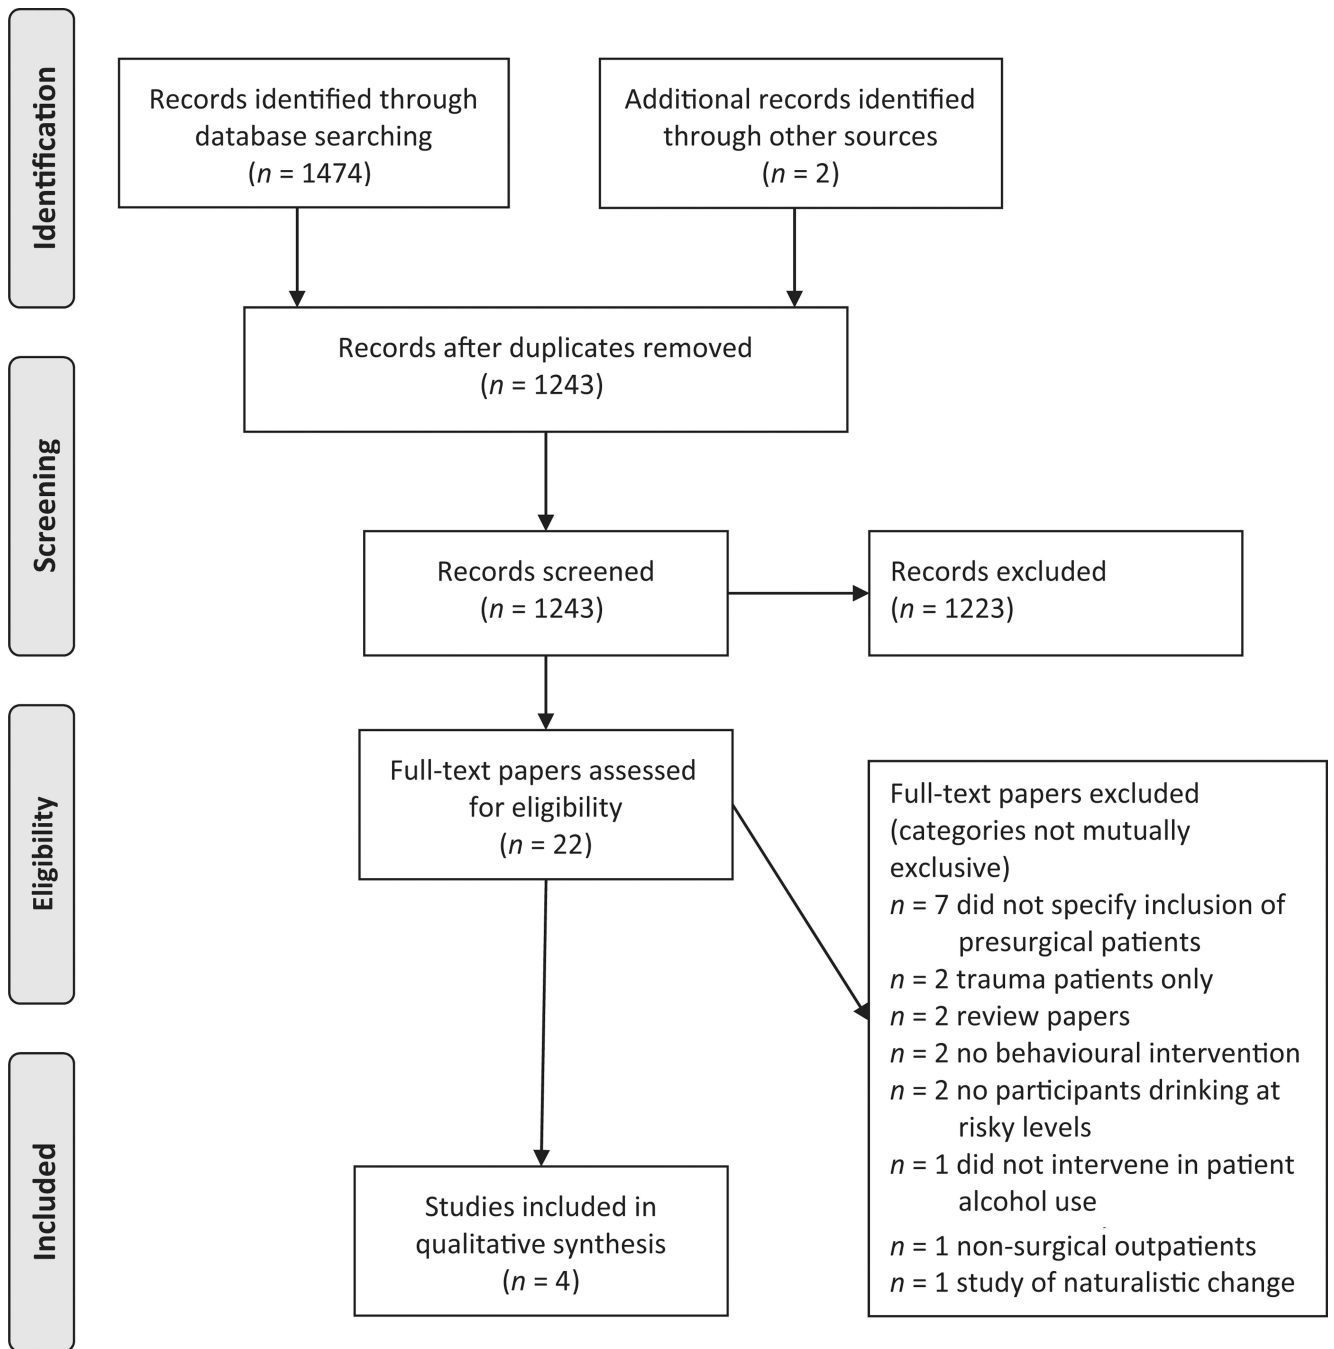 Identification
Records identified through
database searching
(n = 1474)
Additional records identified
through other sources
(n = 2)
Records after duplicates removed
(n = 1243)
Screening
Records screened
(n = 1243)
Records excluded
(n = 1223)
Eligibility
Full-text papers assessed
for eligibility
(n = 22)
Full-text papers excluded
(categories not mutually
exclusive)
n = 7 did not specify inclusion of
presurgical patients
n = 2 trauma patients only
n = 2 review papers
n = 2 no behavioural intervention
n = 2 no participants drinking at
risky levels
n = 1 did not intervene in patient
alcohol use
n = 1 non-surgical outpatients
n = 1 study of naturalistic change
Included
Studies included in
qualitative synthesis
(n = 4)